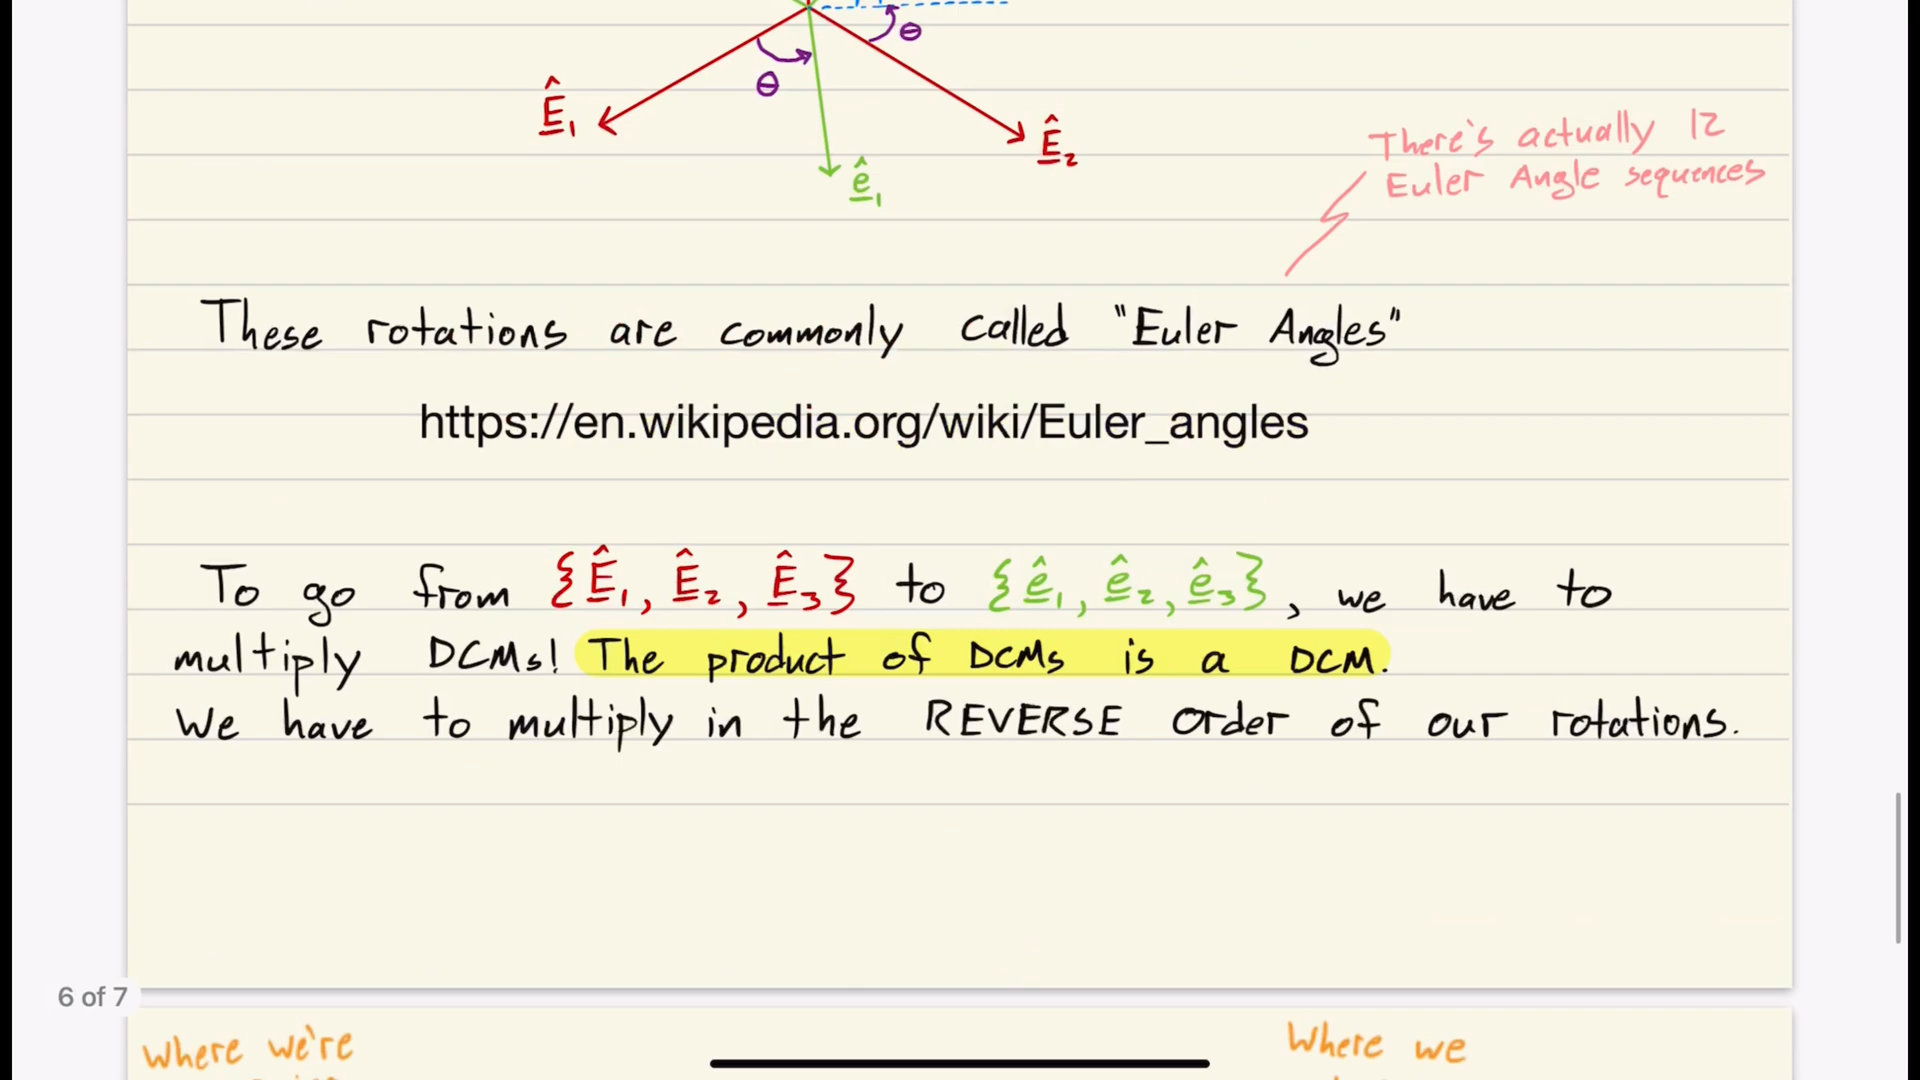 θ
θ
Ê₁
Ê₂
ê₁
There's actually 12
Euler Angle sequences
These rotations are commonly called "Euler Angles"
https://en.wikipedia.org/wiki/Euler_angles
To go from {Ê₁, Ê₂, Ê₃} to {ê₁, ê₂, ê₃}, we have to
multiply DCMs! The product of DCMs is a DCM.
We have to multiply in the REVERSE order of our rotations.
6 of 7
Where we're
Where we